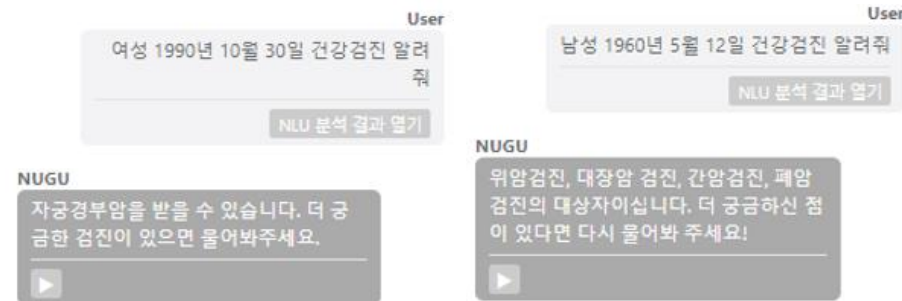 User
여성 1990년 10월 30일 건강검진 알려
줘
NLU 분석 결과 열기
NUGU
자궁경부암을 받을 수 있습니다. 더 궁
금한 검진이 있으면 물어봐주세요.
User
남성 1960년 5월 12일 건강검진 알려줘
NLU 분석 결과 열기
NUGU
위암검진, 대장암 검진, 간암검진, 폐암
검진의 대상자이십니다. 더 궁금하신 점
이 있다면 다시 물어봐 주세요!